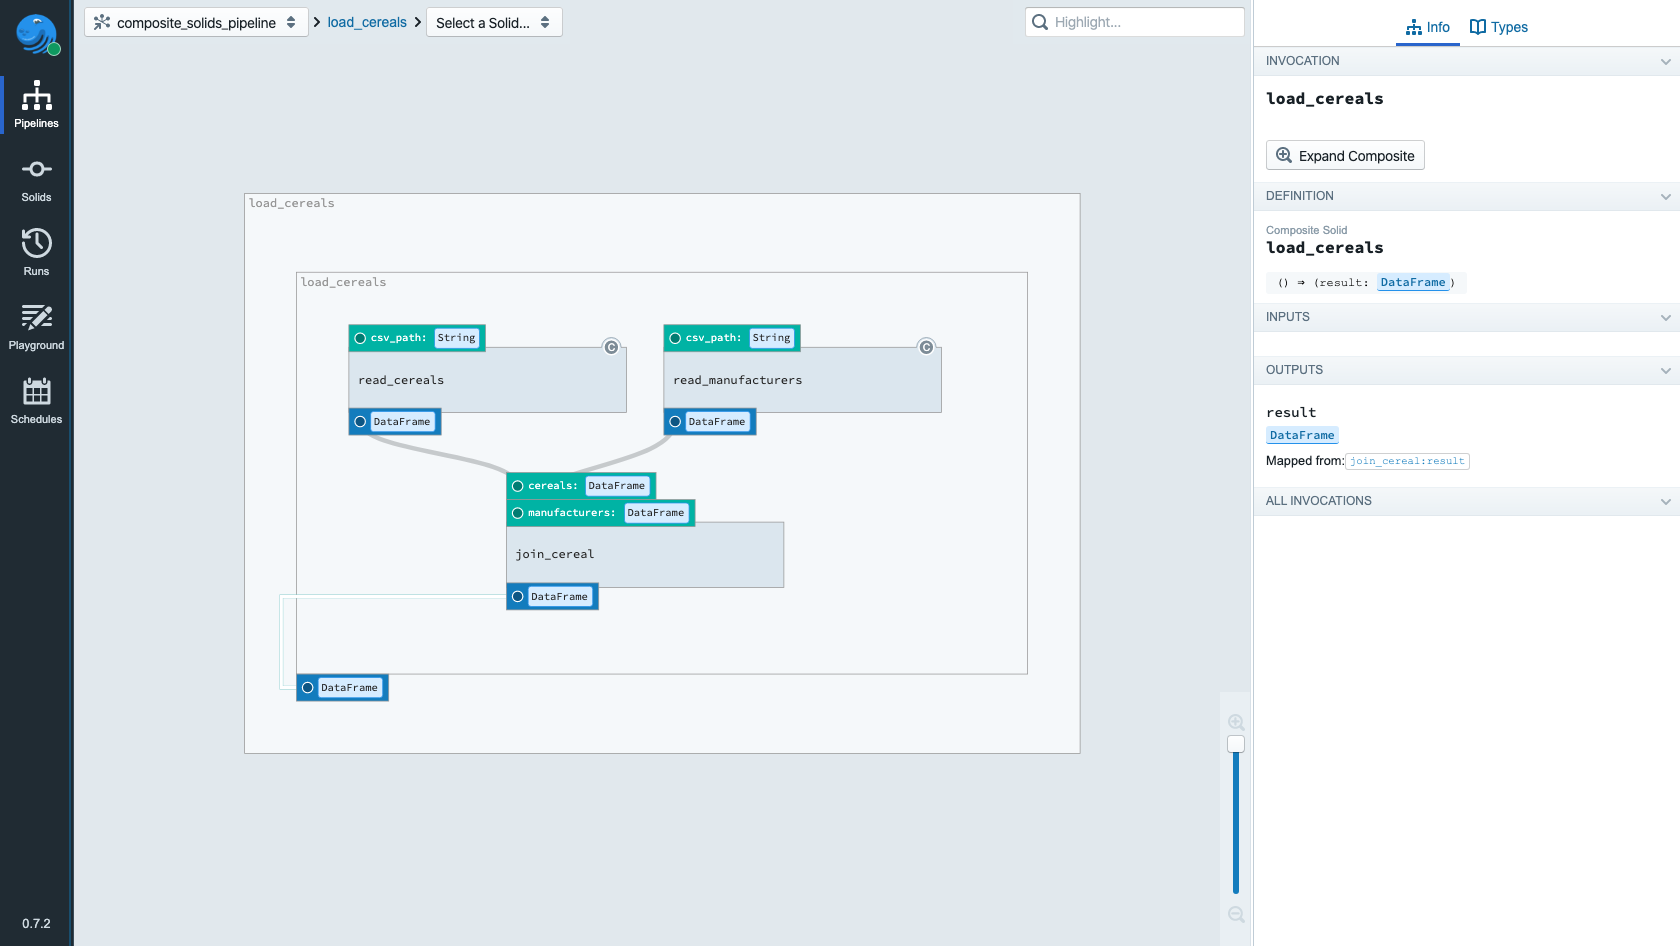 composite_solids_pipeline
load_cereals
Select a Solid...
Highlight...
Info
Types
Pipelines
Solids
Runs
Playground
Schedules
0.7.2
load_cereals
load_cereals
csv_path: String
read_cereals
DataFrame
csv_path: String
read_manufacturers
DataFrame
C
C
cereals: DataFrame
manufacturers: DataFrame
join_cereal
DataFrame
DataFrame
INVOCATION
load_cereals
Expand Composite
DEFINITION
Composite Solid
load_cereals
() ⇒ (result: DataFrame)
INPUTS
OUTPUTS
result
DataFrame
Mapped from: join_cereal:result
ALL INVOCATIONS